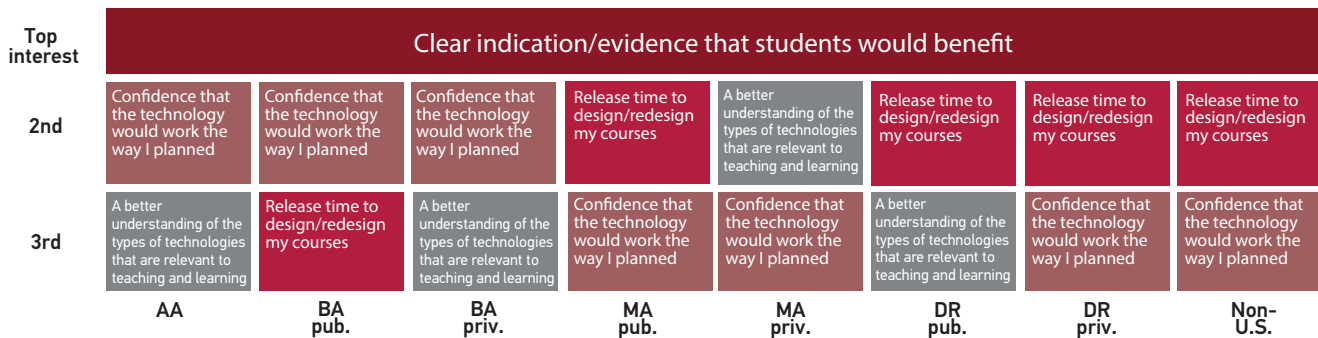 Top
interest
Clear indication/evidence that students would benefit
2nd
Confidence that
the technology
would work the
way I planned
Confidence that
the technology
would work the
way I planned
Confidence that
the technology
would work the
way I planned
Release time to
design/redesign
my courses
A better
understanding of the
types of technologies
that are relevant to
teaching and learning
Release time to
design/redesign
my courses
Release time to
design/redesign
my courses
Release time to
design/redesign
my courses
3rd
A better
understanding of the
types of technologies
that are relevant to
teaching and learning
Release time to
design/redesign
my courses
A better
understanding of the
types of technologies
that are relevant to
teaching and learning
Confidence that
the technology
would work the
way I planned
Confidence that
the technology
would work the
way I planned
A better
understanding of the
types of technologies
that are relevant to
teaching and learning
Confidence that
the technology
would work the
way I planned
Confidence that
the technology
would work the
way I planned
AA
BA
pub.
BA
priv.
MA
pub.
MA
priv.
DR
pub.
DR
priv.
Non-
U.S.